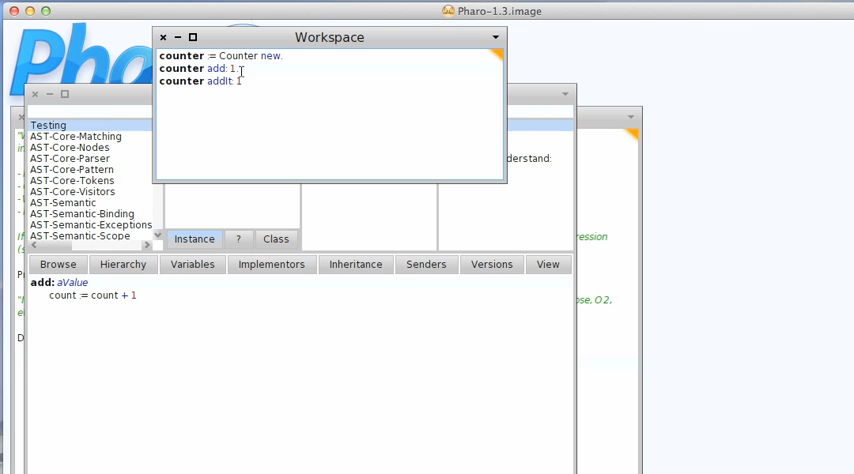 Pharo-1.3.image
Pho
Workspace
counter := Counter new.
counter add: 1.
counter addIt: 1
Testing
AST-Core-Matching
AST-Core-Nodes
AST-Core-Parser
AST-Core-Pattern
AST-Core-Tokens
AST-Core-Visitors
AST-Semantic
AST-Semantic-Binding
AST-Semantic-Exceptions
AST-Semantic-Scope
derstand:
Instance ? Class
ression
Browse Hierarchy Variables Implementors Inheritance Senders Versions View
add: aValue
count := count + 1
ose, O2,